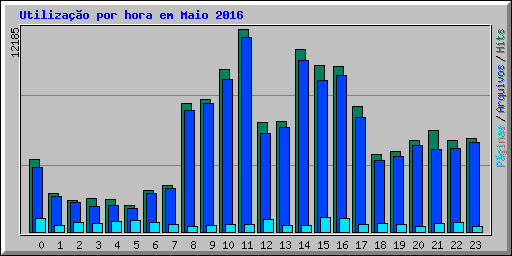 Utilização por hora em Maio 2016
12185
Páginas / Arquivos / Hits
0 1 2 3 4 5 6 7 8 9 10 11 12 13 14 15 16 17 18 19 20 21 22 23